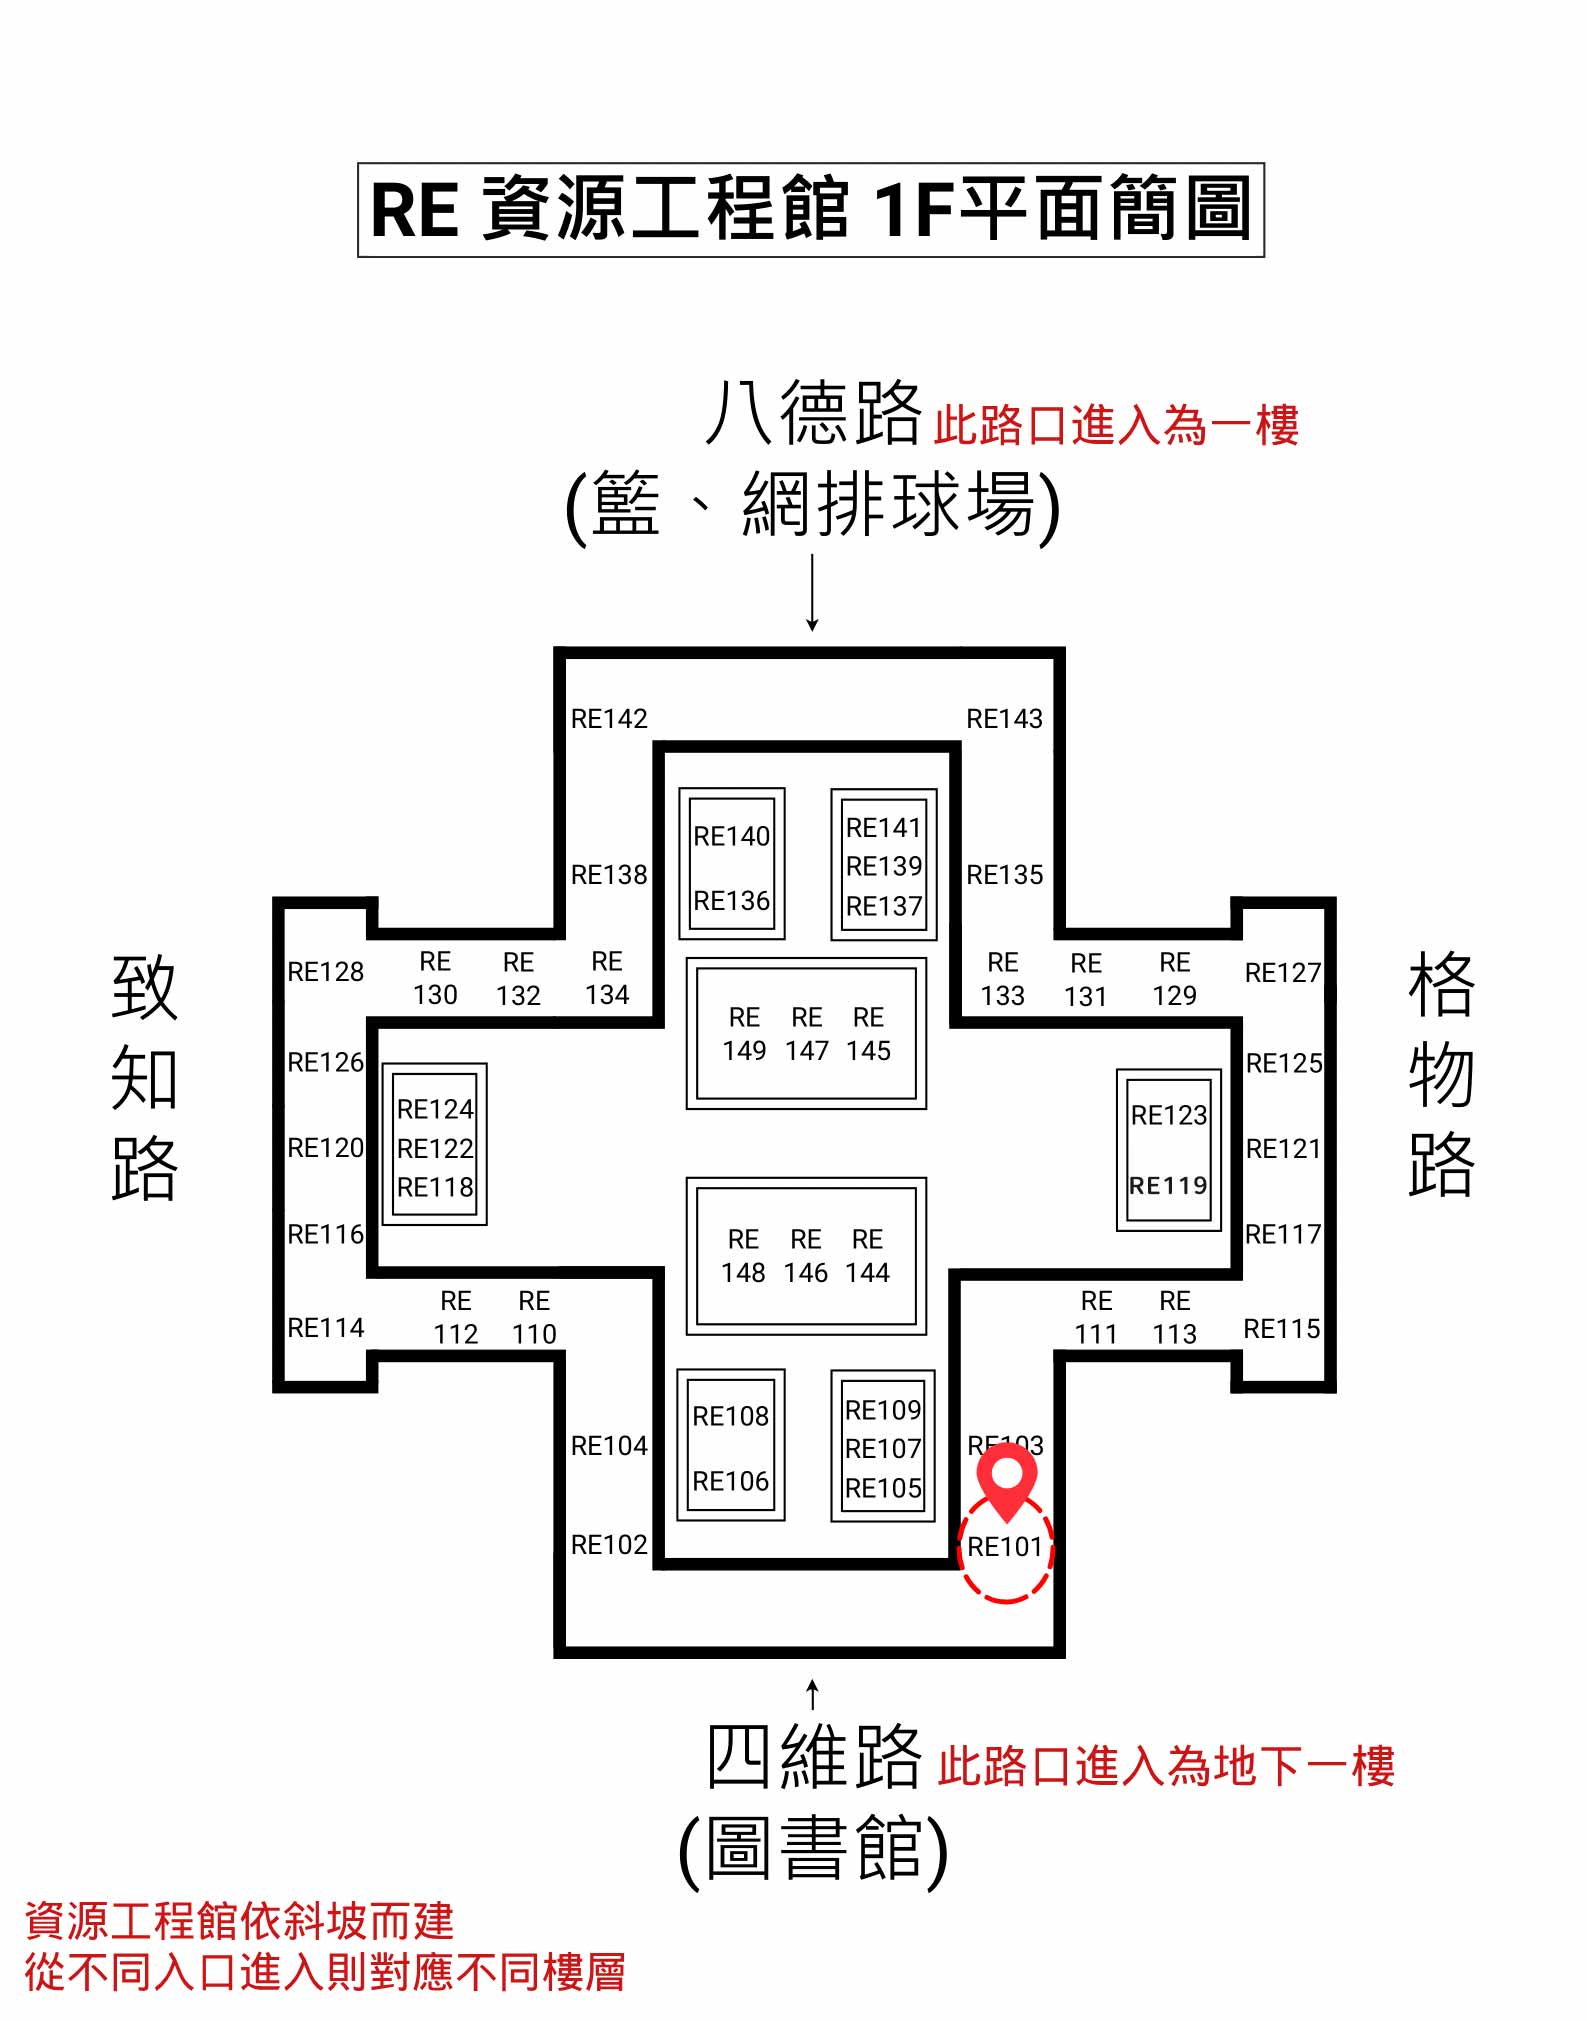 RE 資源工程館 1F平面簡圖
八德路 此路口進入為一樓
(籃、網排球場)
RE142
RE143
RE140
RE136
RE141
RE139
RE137
RE138
RE135
致知路
格物路
RE128
RE 130
RE 132
RE 134
RE 133
RE 131
RE 129
RE127
RE 149
RE 147
RE 145
RE126
RE125
RE124
RE122
RE118
RE123
RE119
RE120
RE121
RE116
RE117
RE 148
RE 146
RE 144
RE114
RE 112
RE 110
RE 111
RE 113
RE115
RE104
RE108
RE106
RE109
RE107
RE105
RE103
RE102
RE101
四維路 此路口進入為地下一樓
(圖書館)
資源工程館依斜坡而建
從不同入口進入則對應不同樓層